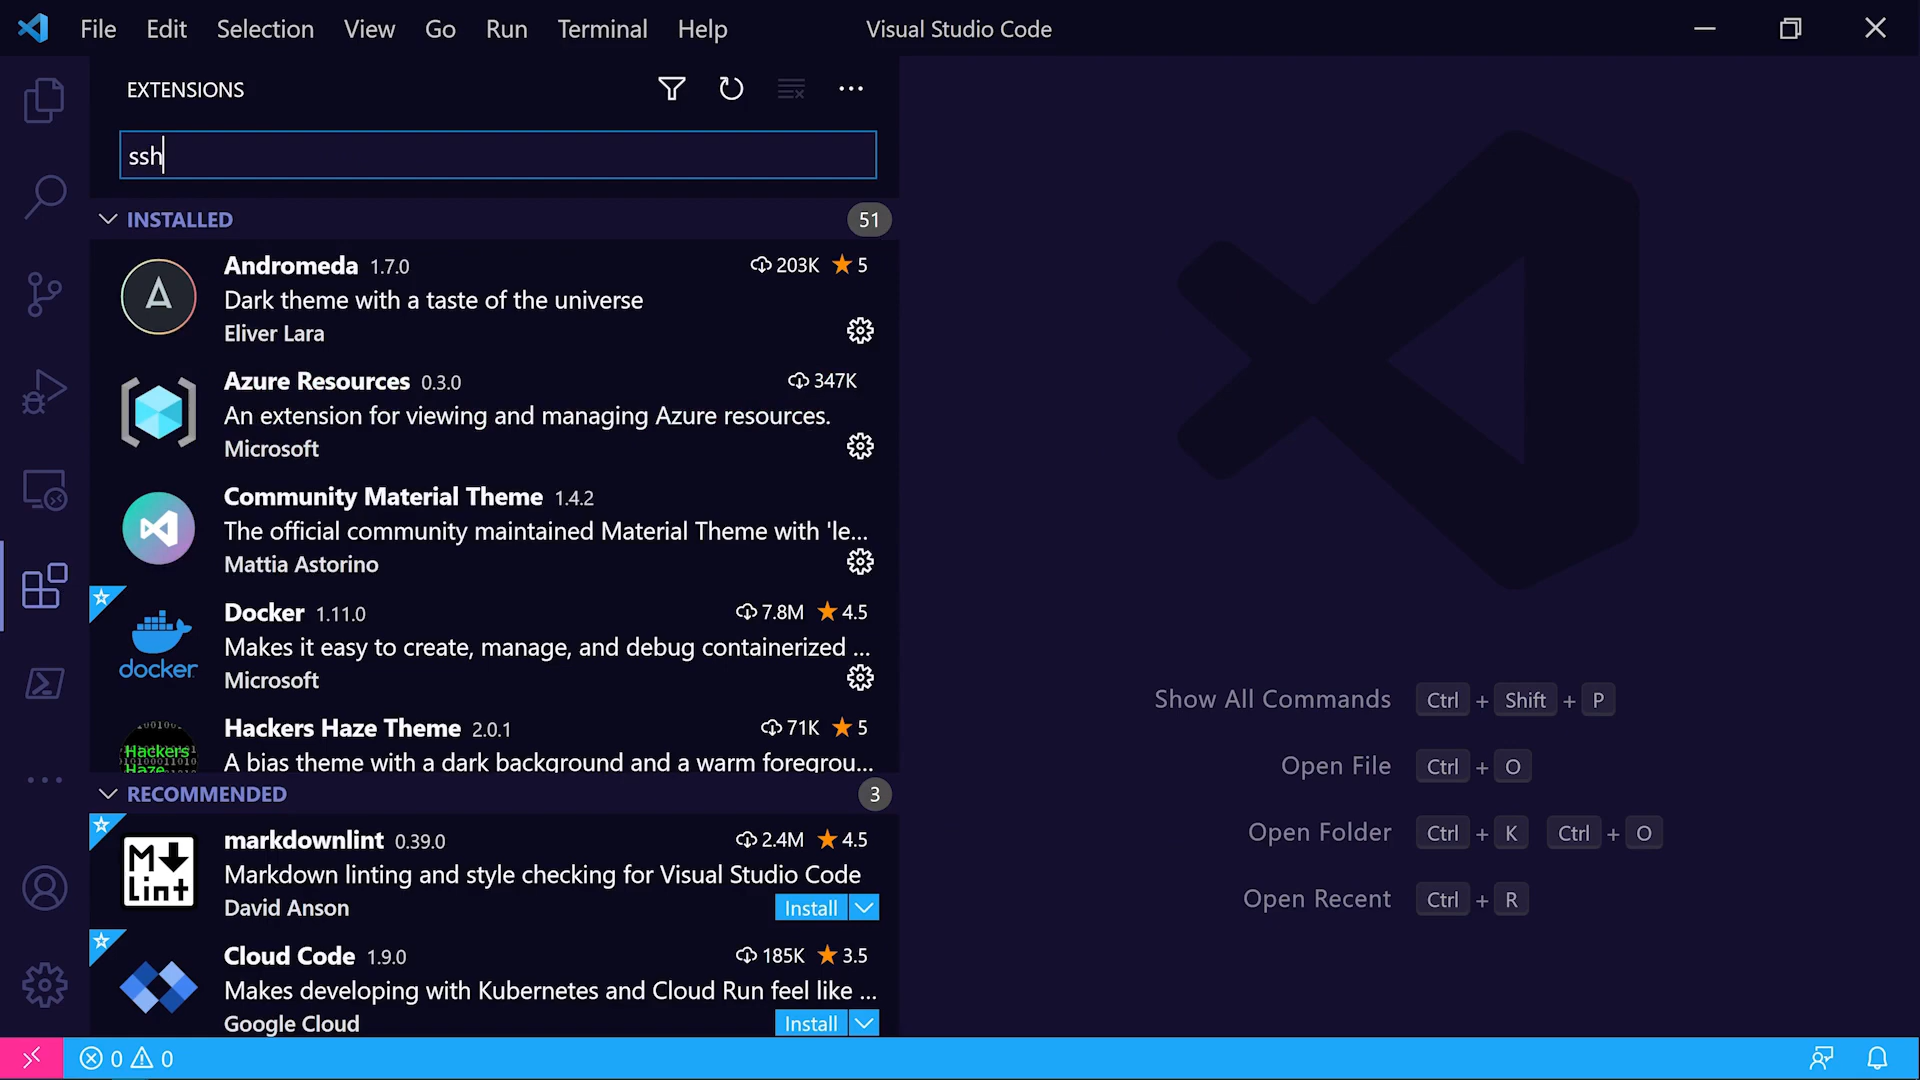 File Edit Selection View Go Run Terminal Help Visual Studio Code
EXTENSIONS
ssh
INSTALLED 51
Andromeda 1.7.0 203K 5
Dark theme with a taste of the universe
Eliver Lara
Azure Resources 0.3.0 347K
An extension for viewing and managing Azure resources.
Microsoft
Community Material Theme 1.4.2
The official community maintained Material Theme with 'le...
Mattia Astorino
Docker 1.11.0 7.8M 4.5
docker
Makes it easy to create, manage, and debug containerized ...
Microsoft
Hackers Haze Theme 2.0.1 71K 5
Hackers
Haze
A bias theme with a dark background and a warm foregrou...
RECOMMENDED 3
markdownlint 0.39.0 2.4M 4.5
M Lint
Markdown linting and style checking for Visual Studio Code
David Anson Install
Cloud Code 1.9.0 185K 3.5
Makes developing with Kubernetes and Cloud Run feel like ...
Google Cloud Install
Show All Commands Ctrl + Shift + P
Open File Ctrl + O
Open Folder Ctrl + K Ctrl + O
Open Recent Ctrl + R
0 0